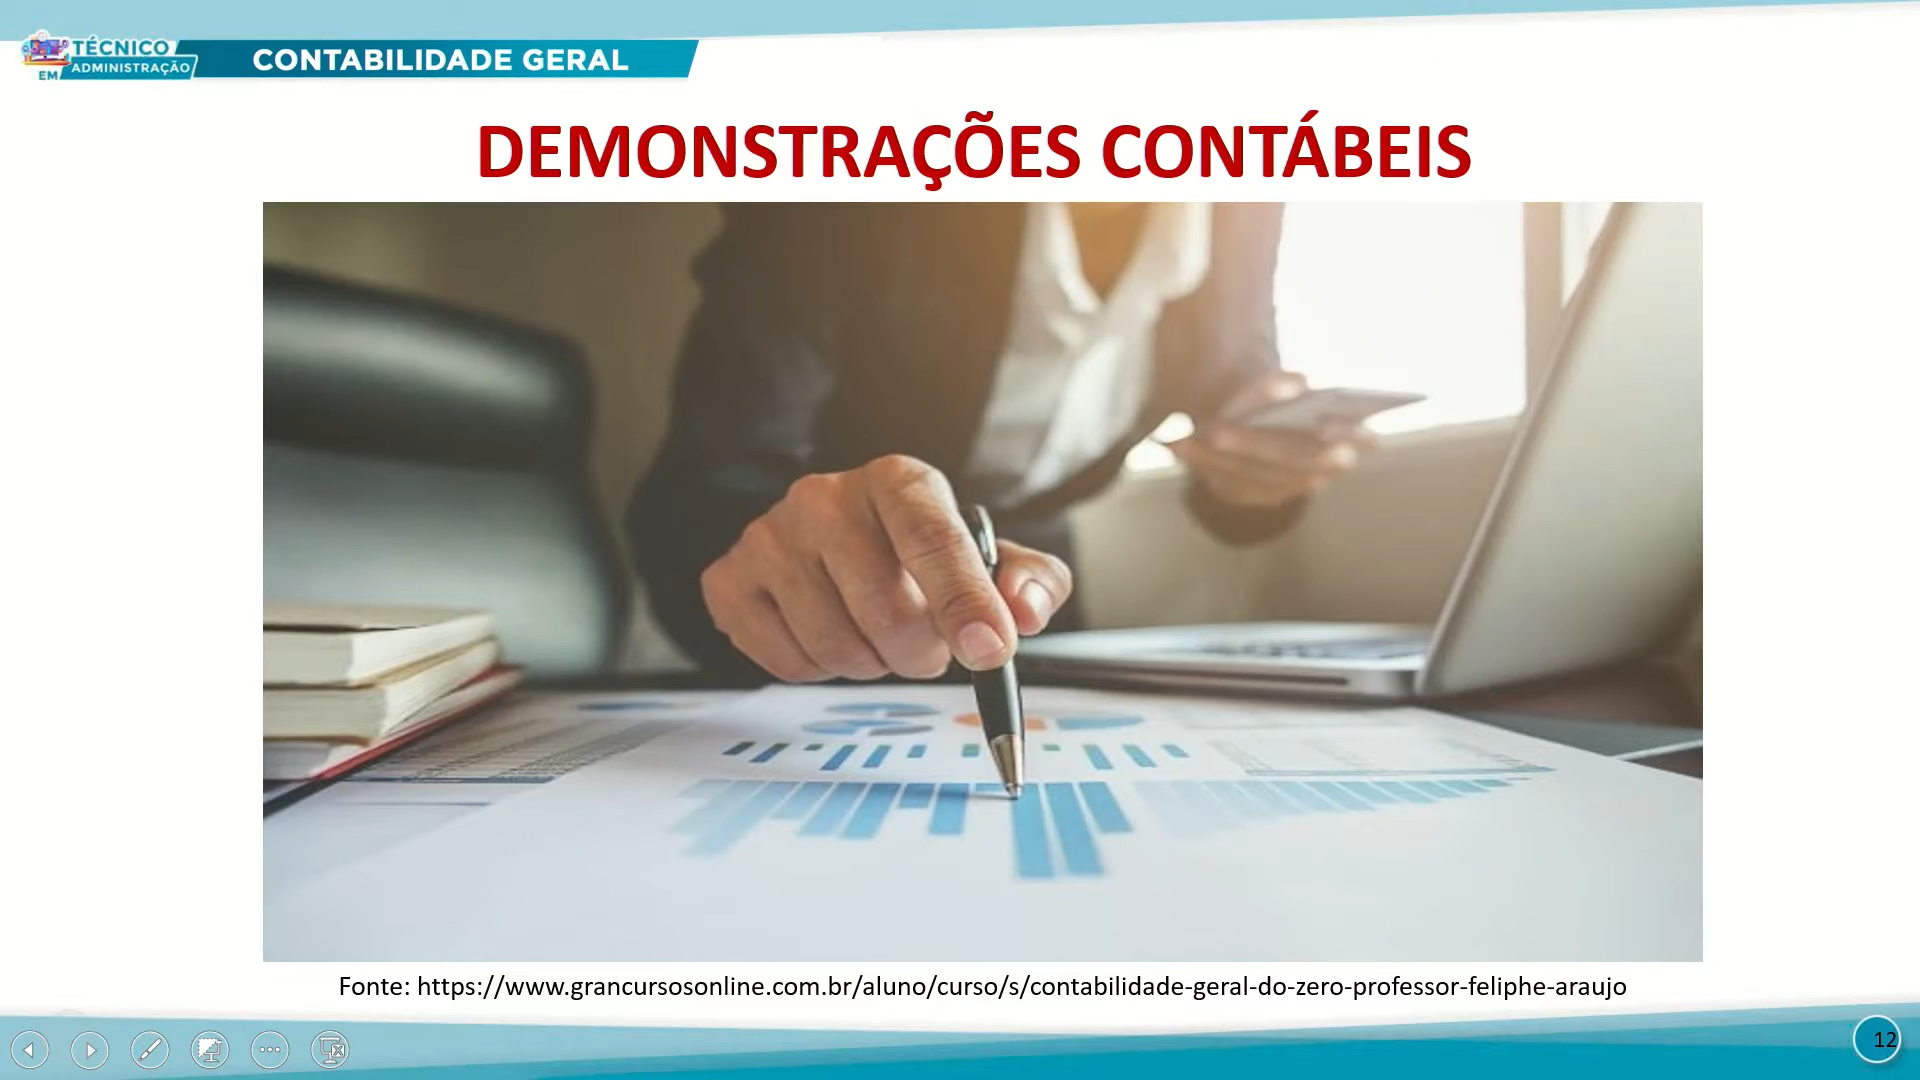 TÉCNICO
EM ADMINISTRAÇÃO
CONTABILIDADE GERAL
DEMONSTRAÇÕES CONTÁBEIS
Fonte: https://www.grancursosonline.com.br/aluno/curso/s/contabilidade-geral-do-zero-professor-feliphe-araujo
12